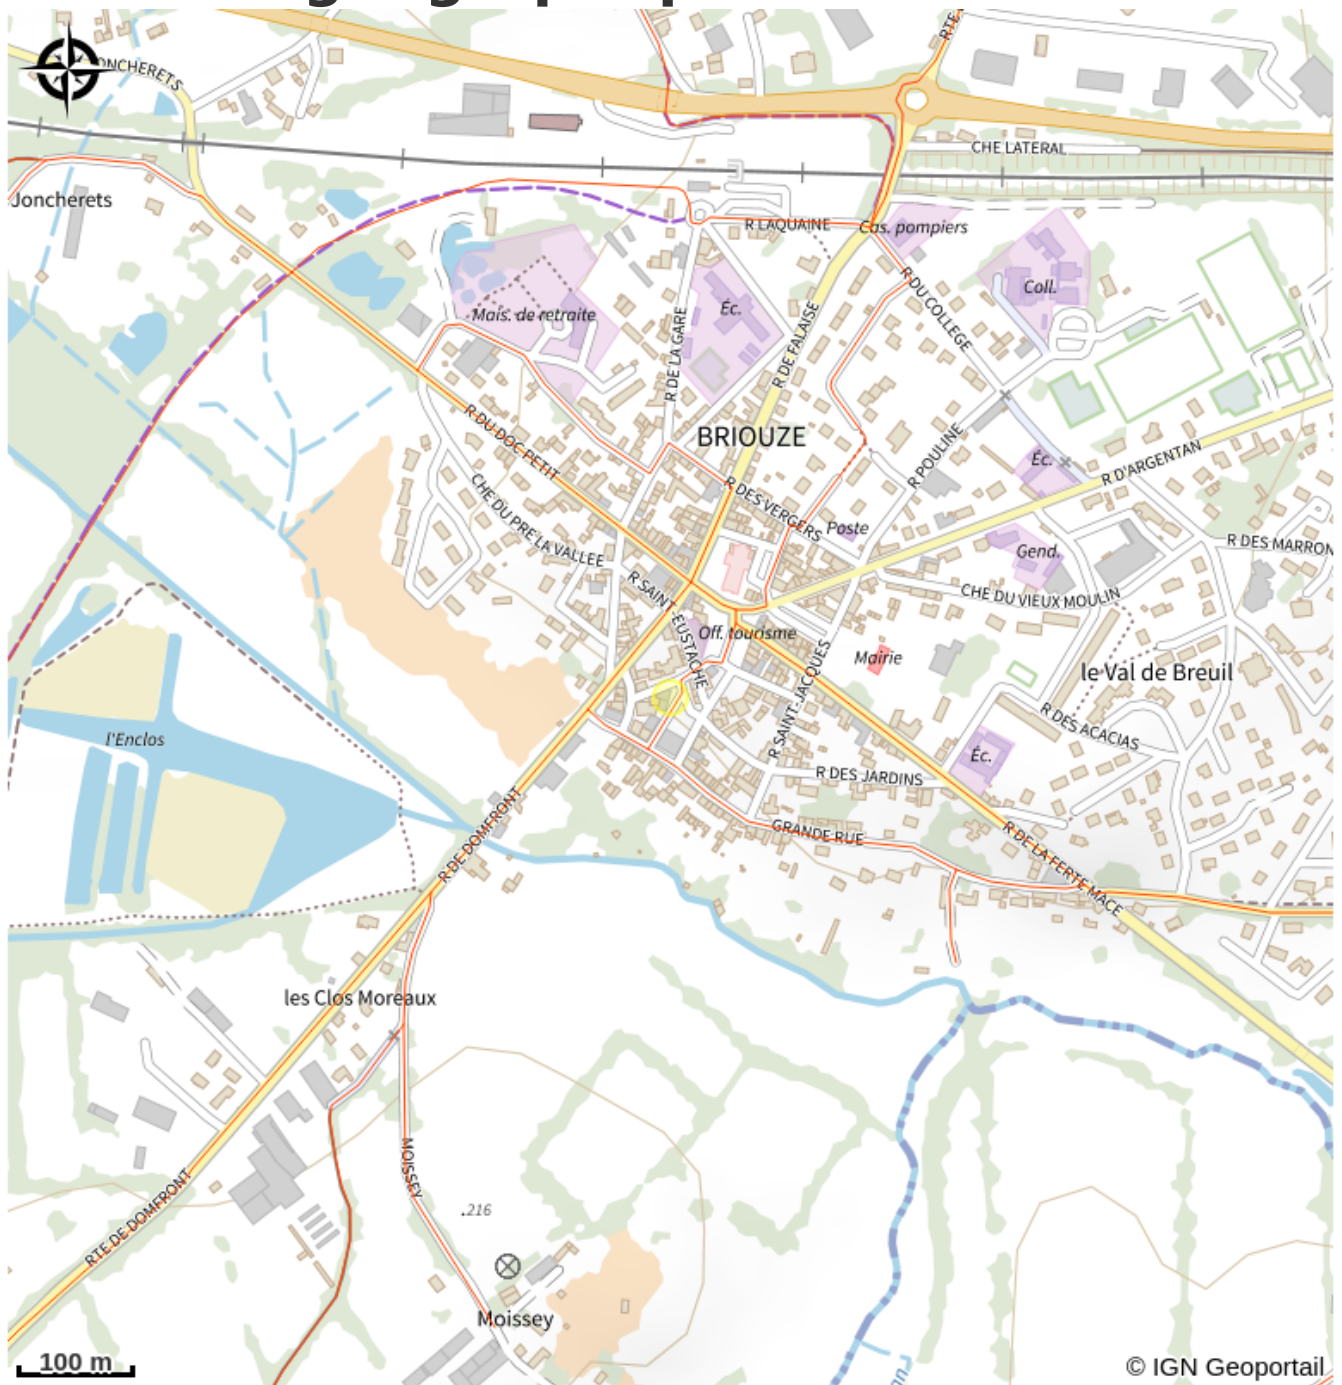 JONCHERETS
RTE
CHE LATERAL
Joncherets
R LAQUAINE
Cas. pompiers
R DU COLLEGE
Coll.
Mais. de retraite
Éc.
R DE LA GARE
R DE FALAISE
R DU DOC PETIT
BRIOUZE
R POULINE
Éc.
R D'ARGENTAN
CHE DU PRE LA VALLEE
R DES VERGERS
Poste
Gend.
R DES MARRON
R SAINT-EUSTACHE
CHE DU VIEUX MOULIN
Off. tourisme
Mairie
R SAINT-JACQUES
le Val de Breuil
R DES ACACIAS
l'Enclos
Éc.
R DES JARDINS
R DE DOMFRONT
GRANDE RUE
R DE LA FERTE MACE
les Clos Moreaux
MOISSEY
RTE DE DOMFRONT
.216
Moissey
100 m
© IGN Geoportail